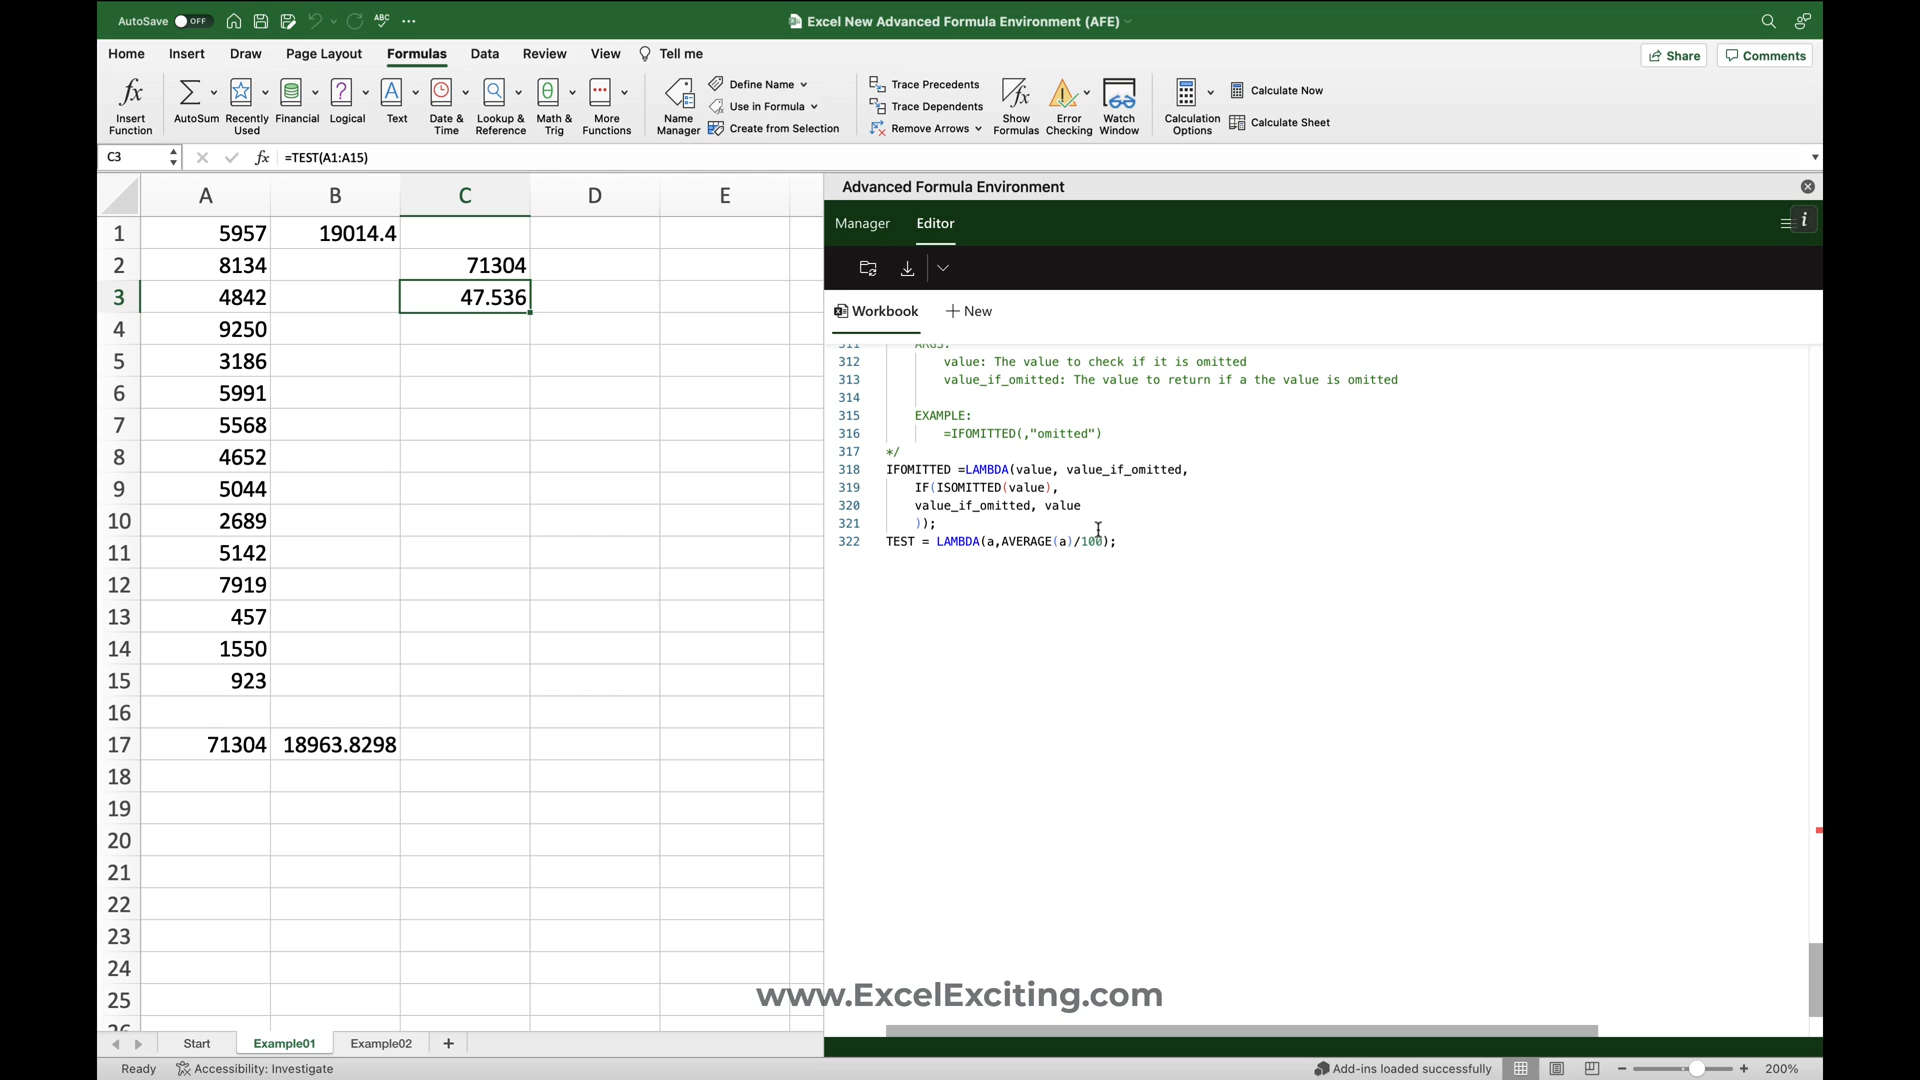 AutoSave OFF ABC Excel New Advanced Formula Environment (AFE)
Home Insert Draw Page Layout Formulas Data Review View Tell me Share Comments
Insert Function
AutoSum
Recently Used
Financial
Logical
Text
Date & Time
Lookup & Reference
Math & Trig
More Functions
Name Manager
Define Name
Use in Formula
Create from Selection
Trace Precedents
Trace Dependents
Remove Arrows
Show Formulas
Error Checking
Watch Window
Calculation Options
Calculate Now
Calculate Sheet
C3 fx =TEST(A1:A15)
A B C D E
1 5957 19014.4
2 8134 71304
3 4842 47.536
4 9250
5 3186
6 5991
7 5568
8 4652
9 5044
10 2689
11 5142
12 7919
13 457
14 1550
15 923
16
17 71304 18963.8298
18
19
20
21
22
23
24
25
26
Advanced Formula Environment
Manager Editor
Workbook + New
311 ARGS:
312 value: The value to check if it is omitted
313 value_if_omitted: The value to return if a the value is omitted
314
315 EXAMPLE:
316 =IFOMITTED(,"omitted")
317 */
318 IFOMITTED =LAMBDA(value, value_if_omitted,
319 IF(ISOMITTED(value),
320 value_if_omitted, value
321 ));
322 TEST = LAMBDA(a,AVERAGE(a)/100);
www.ExcelExciting.com
Start Example01 Example02 +
Ready Accessibility: Investigate Add-ins loaded successfully 200%